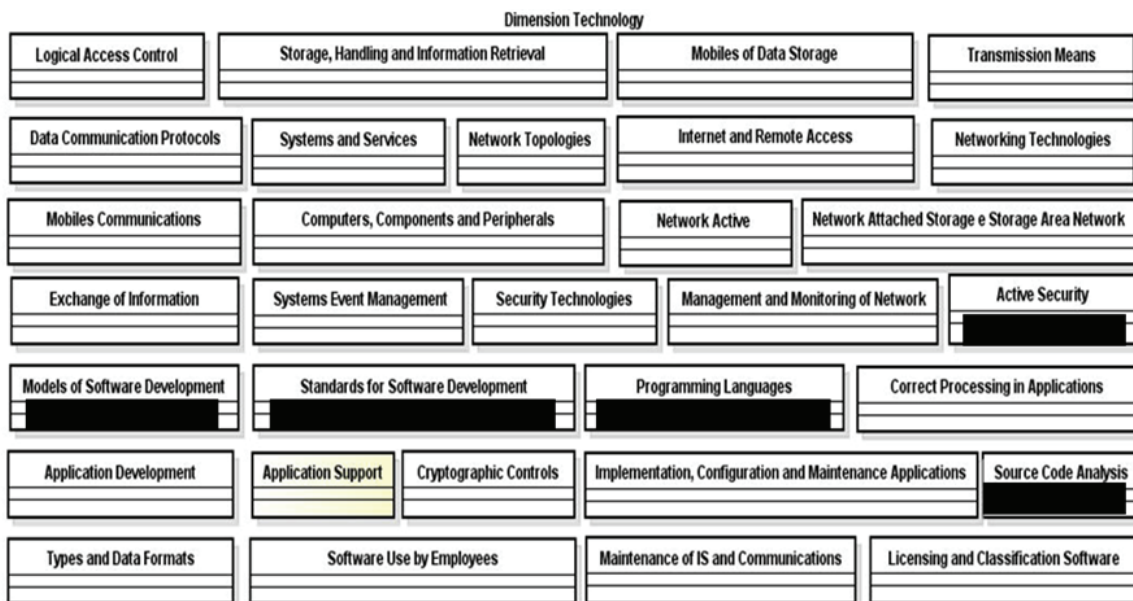 Dimension Technology
Logical Access Control
Storage, Handling and Information Retrieval
Mobiles of Data Storage
Transmission Means
Data Communication Protocols
Systems and Services
Network Topologies
Internet and Remote Access
Networking Technologies
Mobiles Communications
Computers, Components and Peripherals
Network Active
Network Attached Storage e Storage Area Network
Exchange of Information
Systems Event Management
Security Technologies
Management and Monitoring of Network
Active Security
Models of Software Development
Standards for Software Development
Programming Languages
Correct Processing in Applications
Application Development
Application Support
Cryptographic Controls
Implementation, Configuration and Maintenance Applications
Source Code Analysis
Types and Data Formats
Software Use by Employees
Maintenance of IS and Communications
Licensing and Classification Software